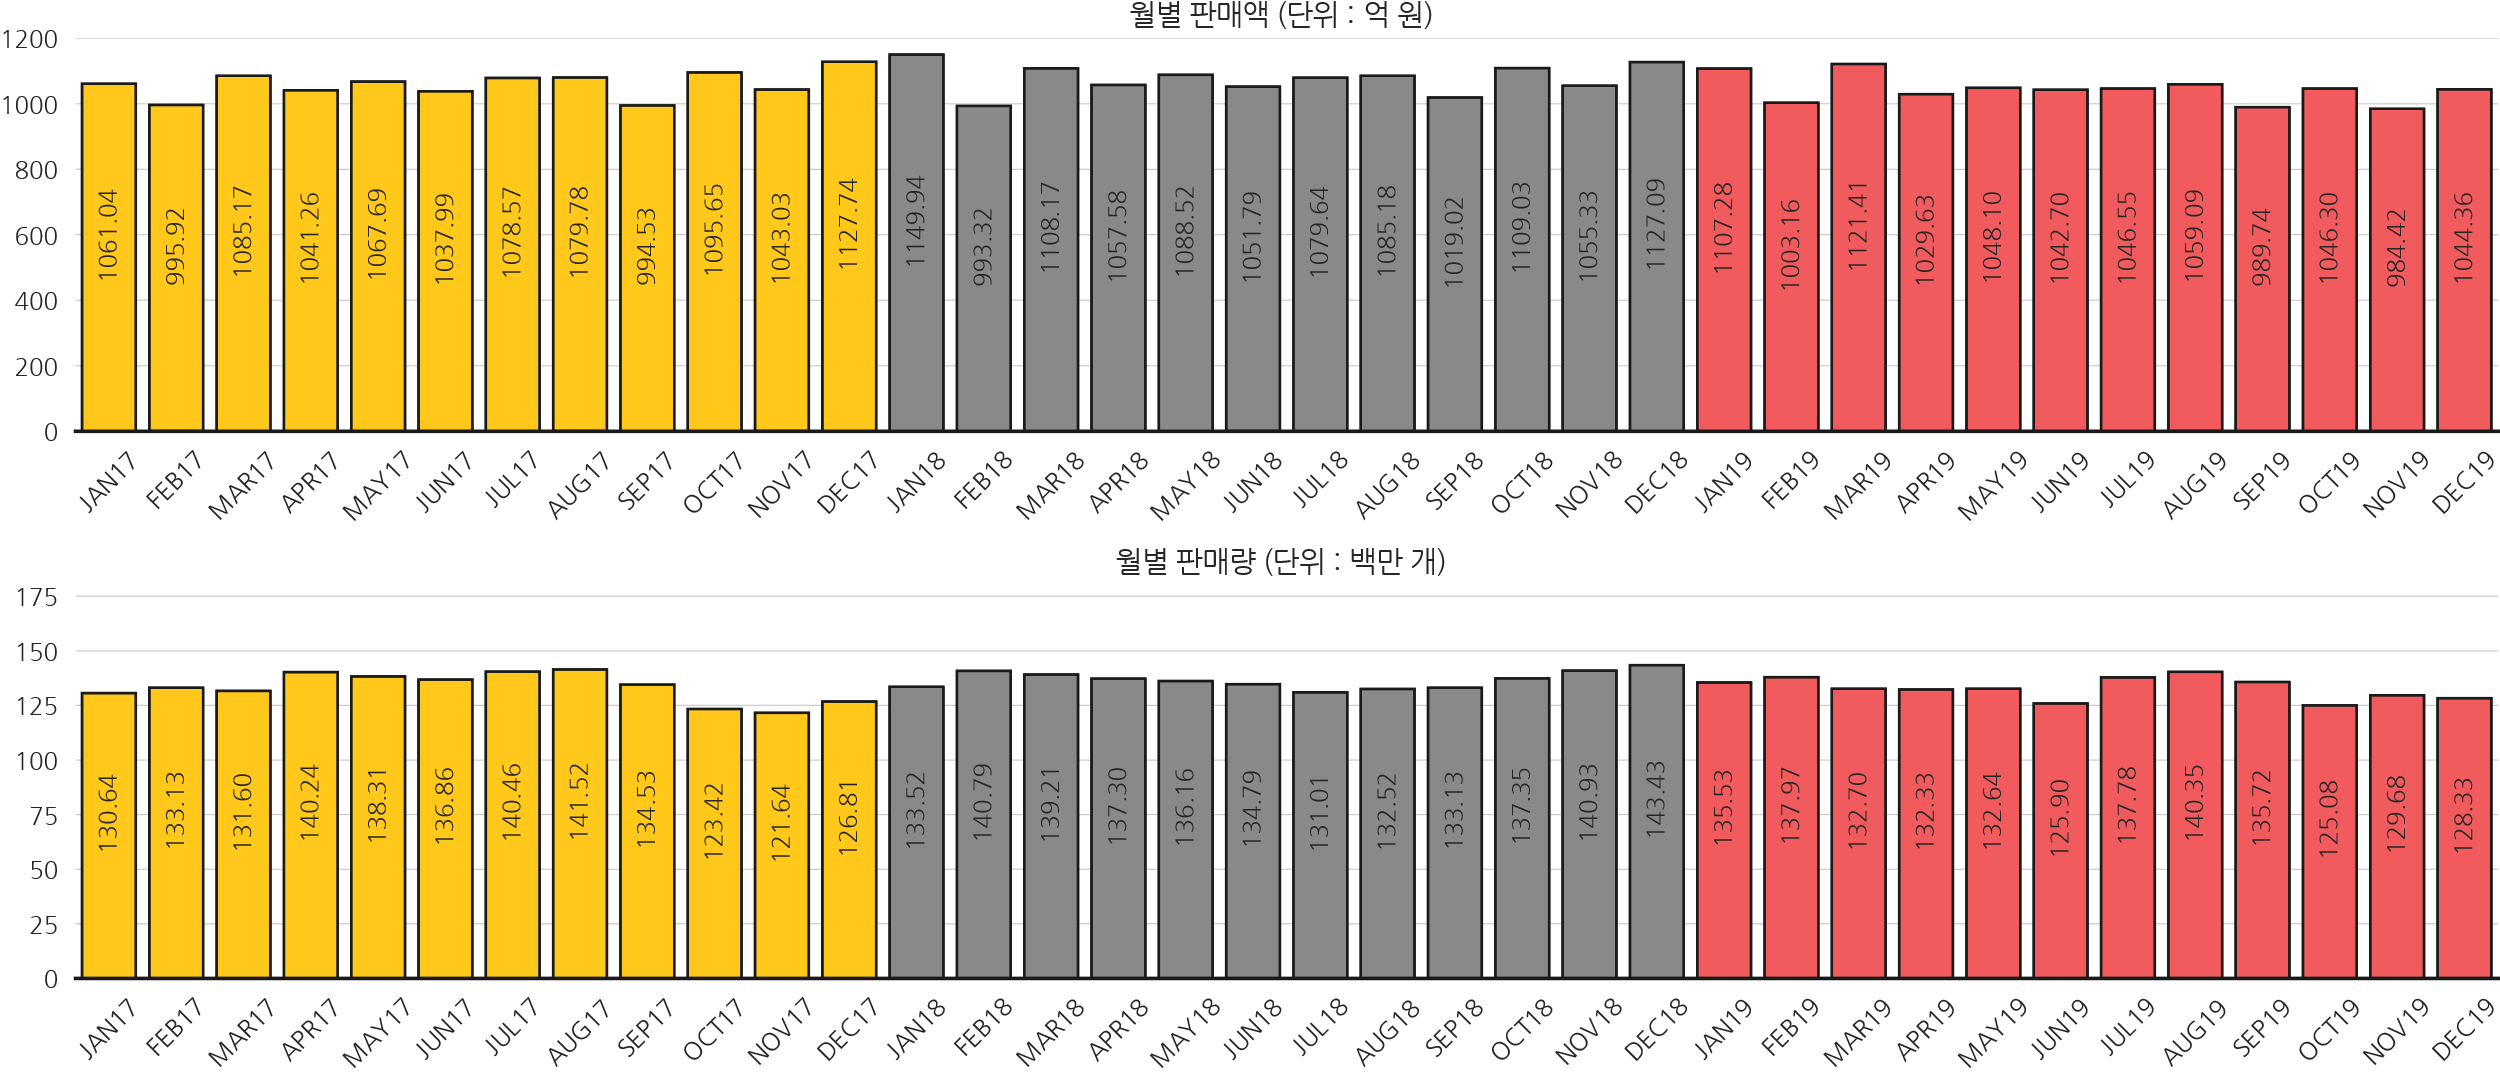 월별 판매액 (단위 : 억 원)
1200
1000
800
600
400
200
0
1061.04 995.92 1085.17 1041.26 1067.69 1037.99 1078.57 1079.78 994.53 1095.65 1043.03 1127.74 1149.94 993.32 1108.17 1057.58 1088.52 1051.79 1079.64 1085.18 1019.02 1109.03 1055.33 1127.09 1107.28 1003.16 1121.41 1029.63 1048.10 1042.70 1046.55 1059.09 989.74 1046.30 984.42 1044.36
JAN17 FEB17 MAR17 APR17 MAY17 JUN17 JUL17 AUG17 SEP17 OCT17 NOV17 DEC17 JAN18 FEB18 MAR18 APR18 MAY18 JUN18 JUL18 AUG18 SEP18 OCT18 NOV18 DEC18 JAN19 FEB19 MAR19 APR19 MAY19 JUN19 JUL19 AUG19 SEP19 OCT19 NOV19 DEC19
월별 판매량 (단위 : 백만 개)
175
150
125
100
75
50
25
0
130.64 133.13 131.60 140.24 138.31 136.86 140.46 141.52 134.53 123.42 121.64 126.81 133.52 140.79 139.21 137.30 136.16 134.79 131.01 132.52 133.13 137.35 140.93 143.43 135.53 137.97 132.70 132.33 132.64 125.90 137.78 140.35 135.72 125.08 129.68 128.33
JAN17 FEB17 MAR17 APR17 MAY17 JUN17 JUL17 AUG17 SEP17 OCT17 NOV17 DEC17 JAN18 FEB18 MAR18 APR18 MAY18 JUN18 JUL18 AUG18 SEP18 OCT18 NOV18 DEC18 JAN19 FEB19 MAR19 APR19 MAY19 JUN19 JUL19 AUG19 SEP19 OCT19 NOV19 DEC19